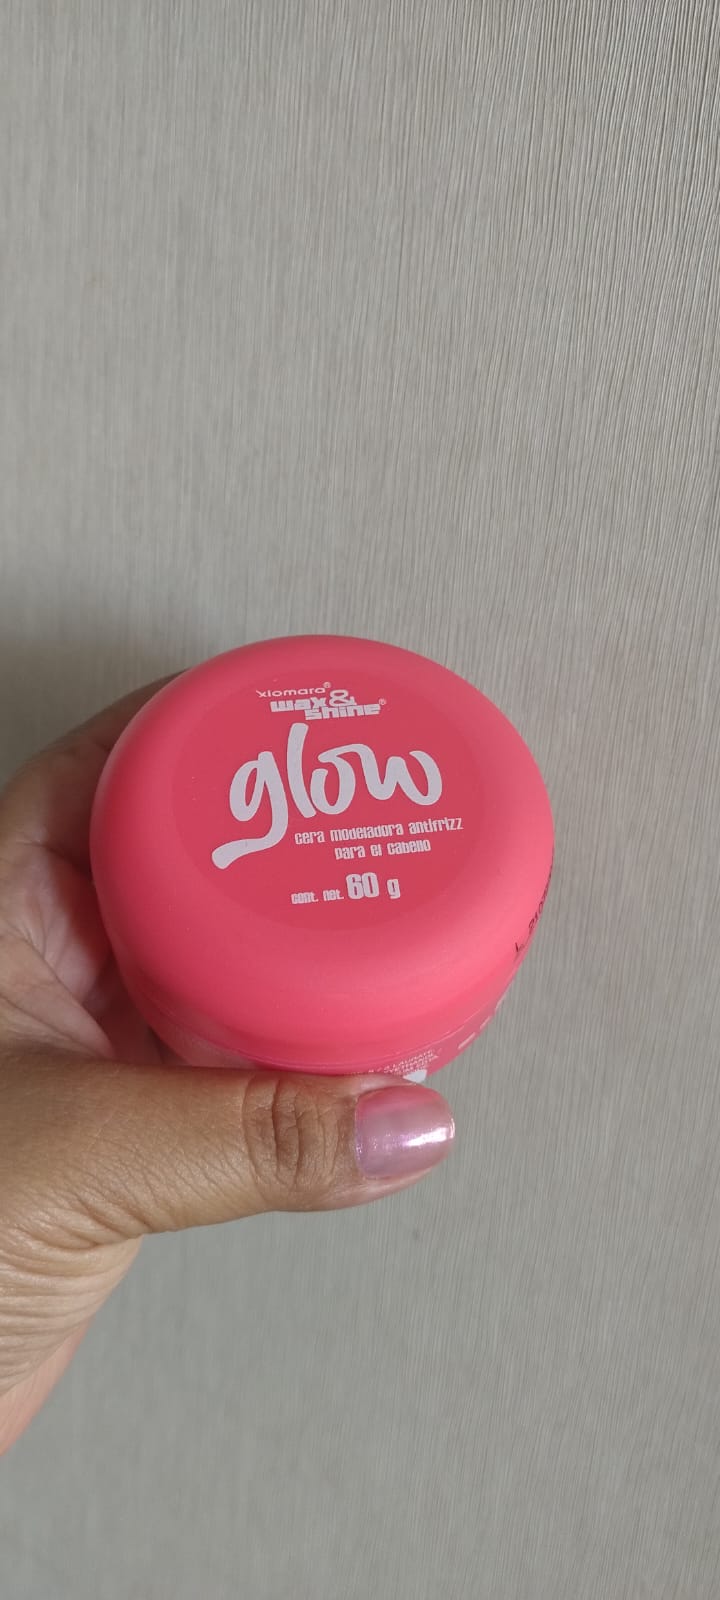 xiomara®
wax&
shine®
glow
cera modeladora antifrizz
para el cabello
cont. net. 60 g